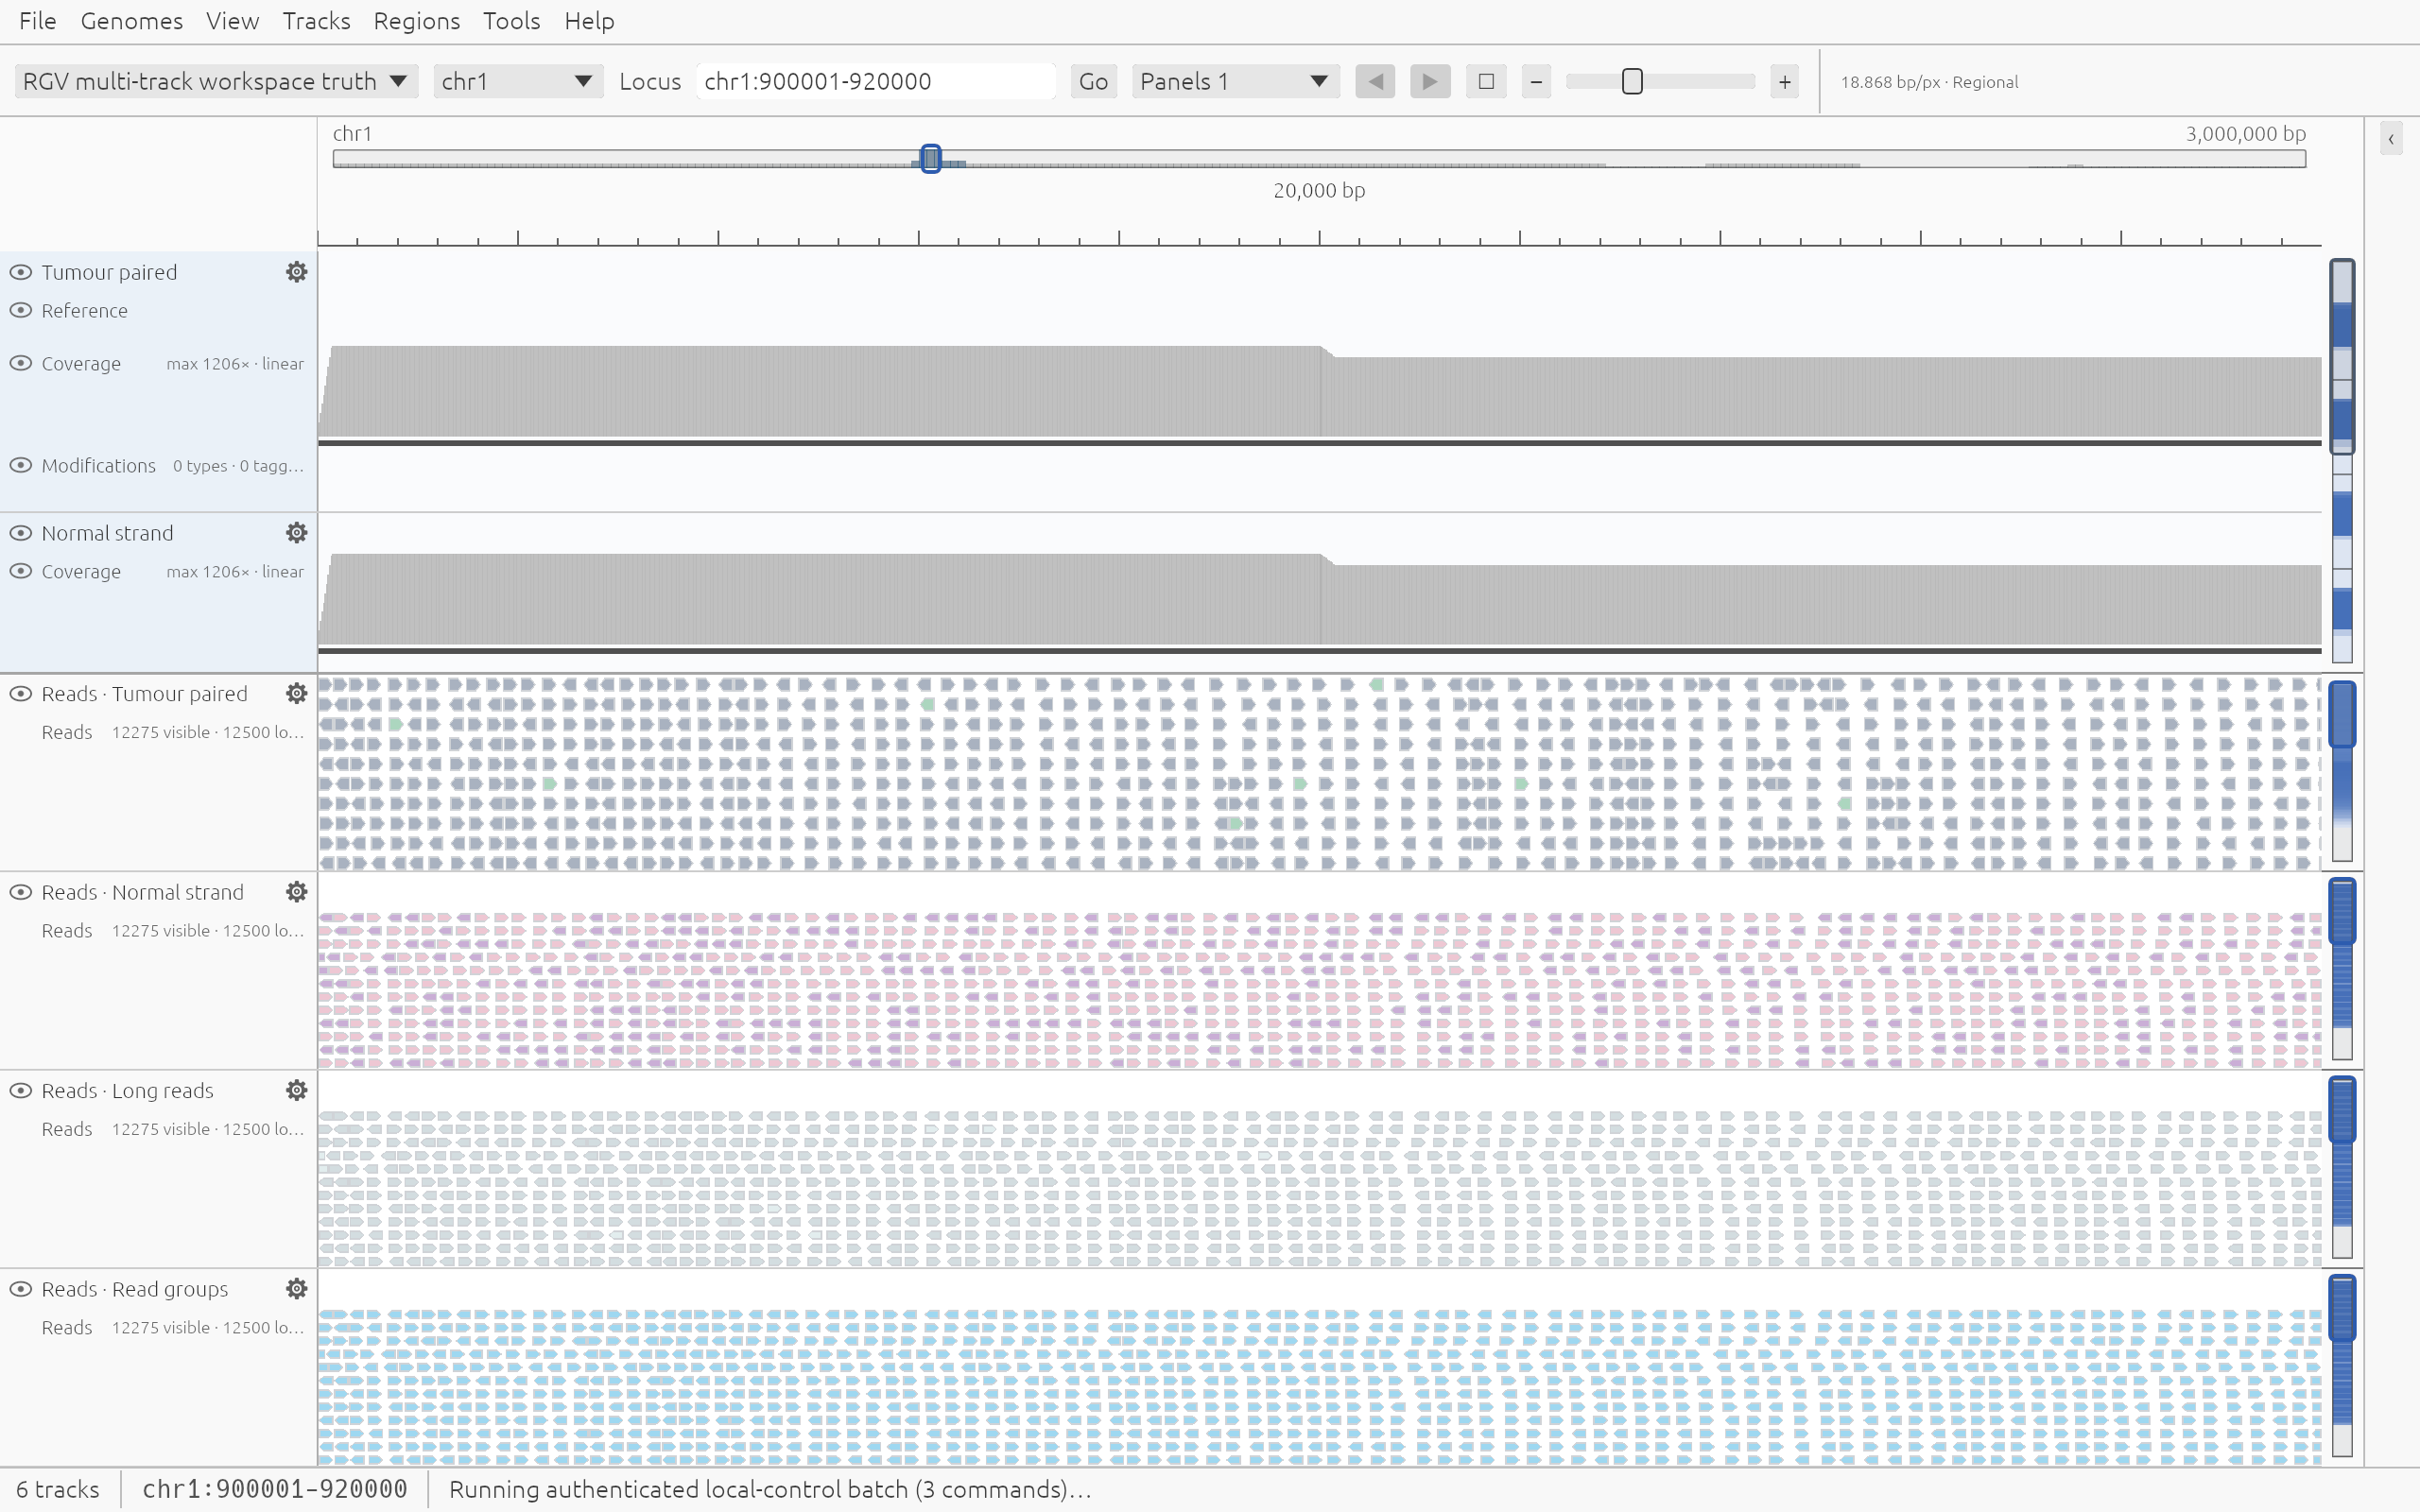 File Genomes View Tracks Regions Tools Help
RGV multi-track workspace truth chr1 Locus chr1:900001-920000 Go Panels 1 − + 18.868 bp/px · Regional
chr1 3,000,000 bp
20,000 bp
Tumour paired
Reference
Coverage max 1206× · linear
Modifications 0 types · 0 tagg…
Normal strand
Coverage max 1206× · linear
Reads · Tumour paired
Reads 12275 visible · 12500 lo…
Reads · Normal strand
Reads 12275 visible · 12500 lo…
Reads · Long reads
Reads 12275 visible · 12500 lo…
Reads · Read groups
Reads 12275 visible · 12500 lo…
6 tracks chr1:900001-920000 Running authenticated local-control batch (3 commands)…